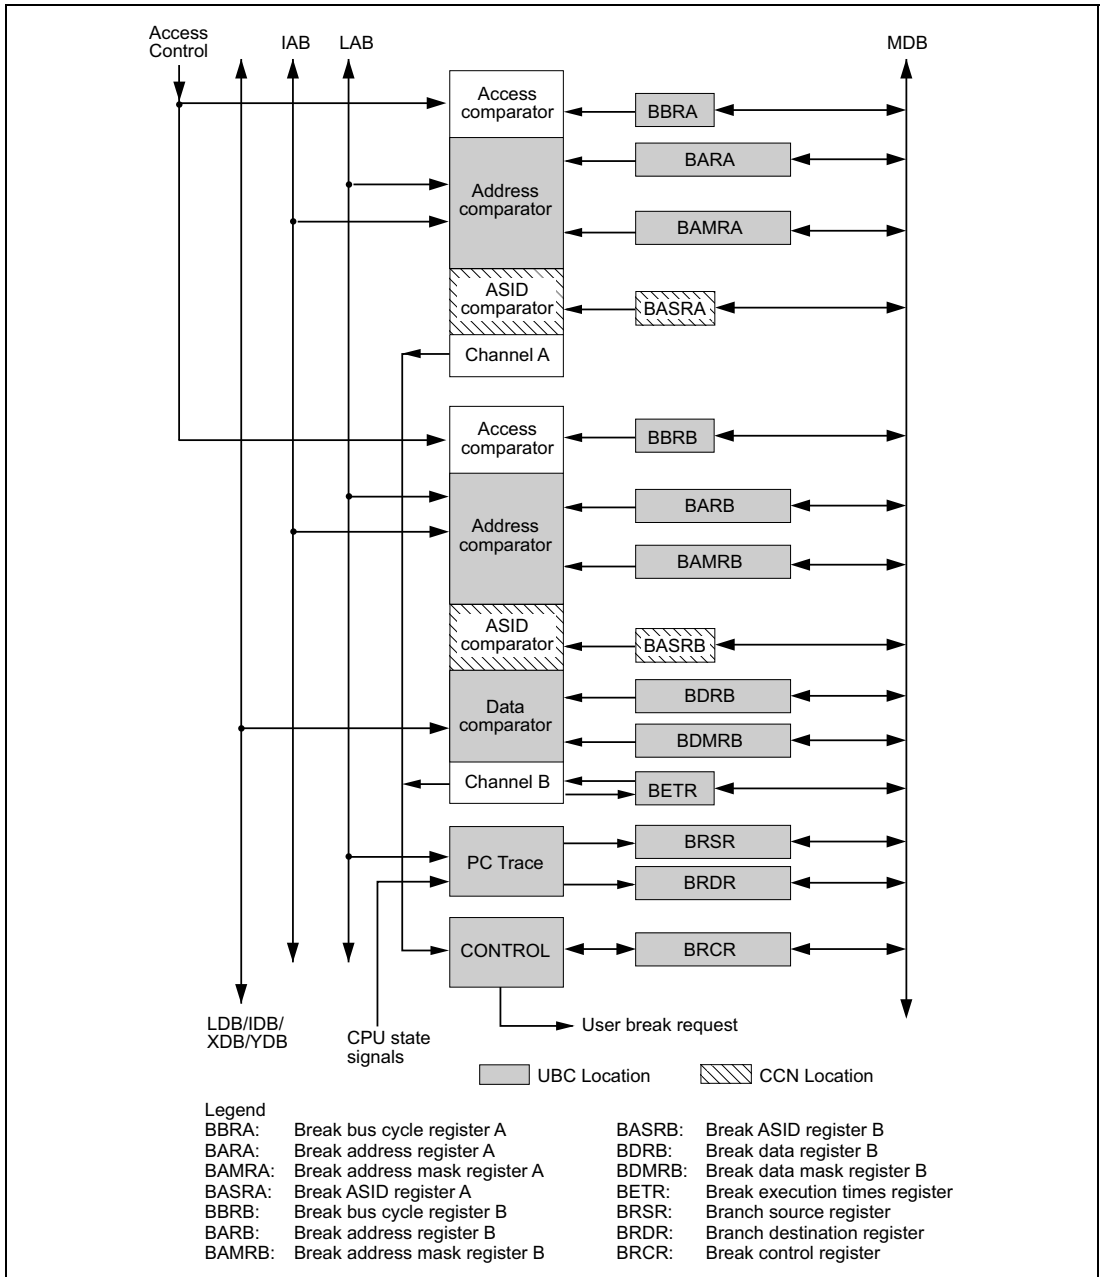 Access
Control
IAB
LAB
MDB
Access
comparator
BBRA
BARA
Address
comparator
BAMRA
ASID
comparator
BASRA
Channel A
Access
comparator
BBRB
BARB
Address
comparator
BAMRB
ASID
comparator
BASRB
BDRB
Data
comparator
BDMRB
Channel B
BETR
BRSR
PC Trace
BRDR
CONTROL
BRCR
LDB/IDB/
XDB/YDB
CPU state
signals
User break request
UBC Location
CCN Location
Legend
BBRA: Break bus cycle register A
BARA: Break address register A
BAMRA: Break address mask register A
BASRA: Break ASID register A
BBRB: Break bus cycle register B
BARB: Break address register B
BAMRB: Break address mask register B
BASRB: Break ASID register B
BDRB: Break data register B
BDMRB: Break data mask register B
BETR: Break execution times register
BRSR: Branch source register
BRDR: Branch destination register
BRCR: Break control register